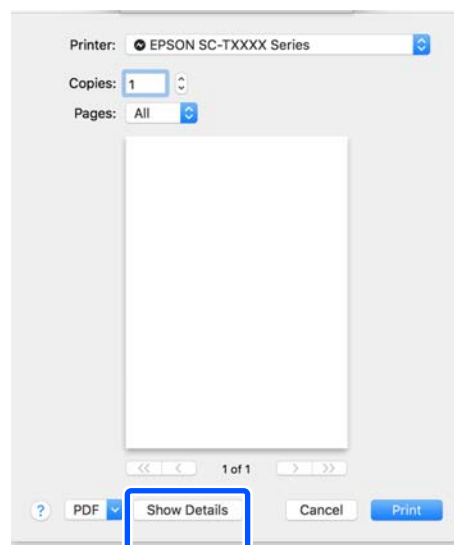 Printer: EPSON SC-TXXXX Series
Copies: 1
Pages: All
<< < 1 of 1 > >>
? PDF Show Details Cancel Print